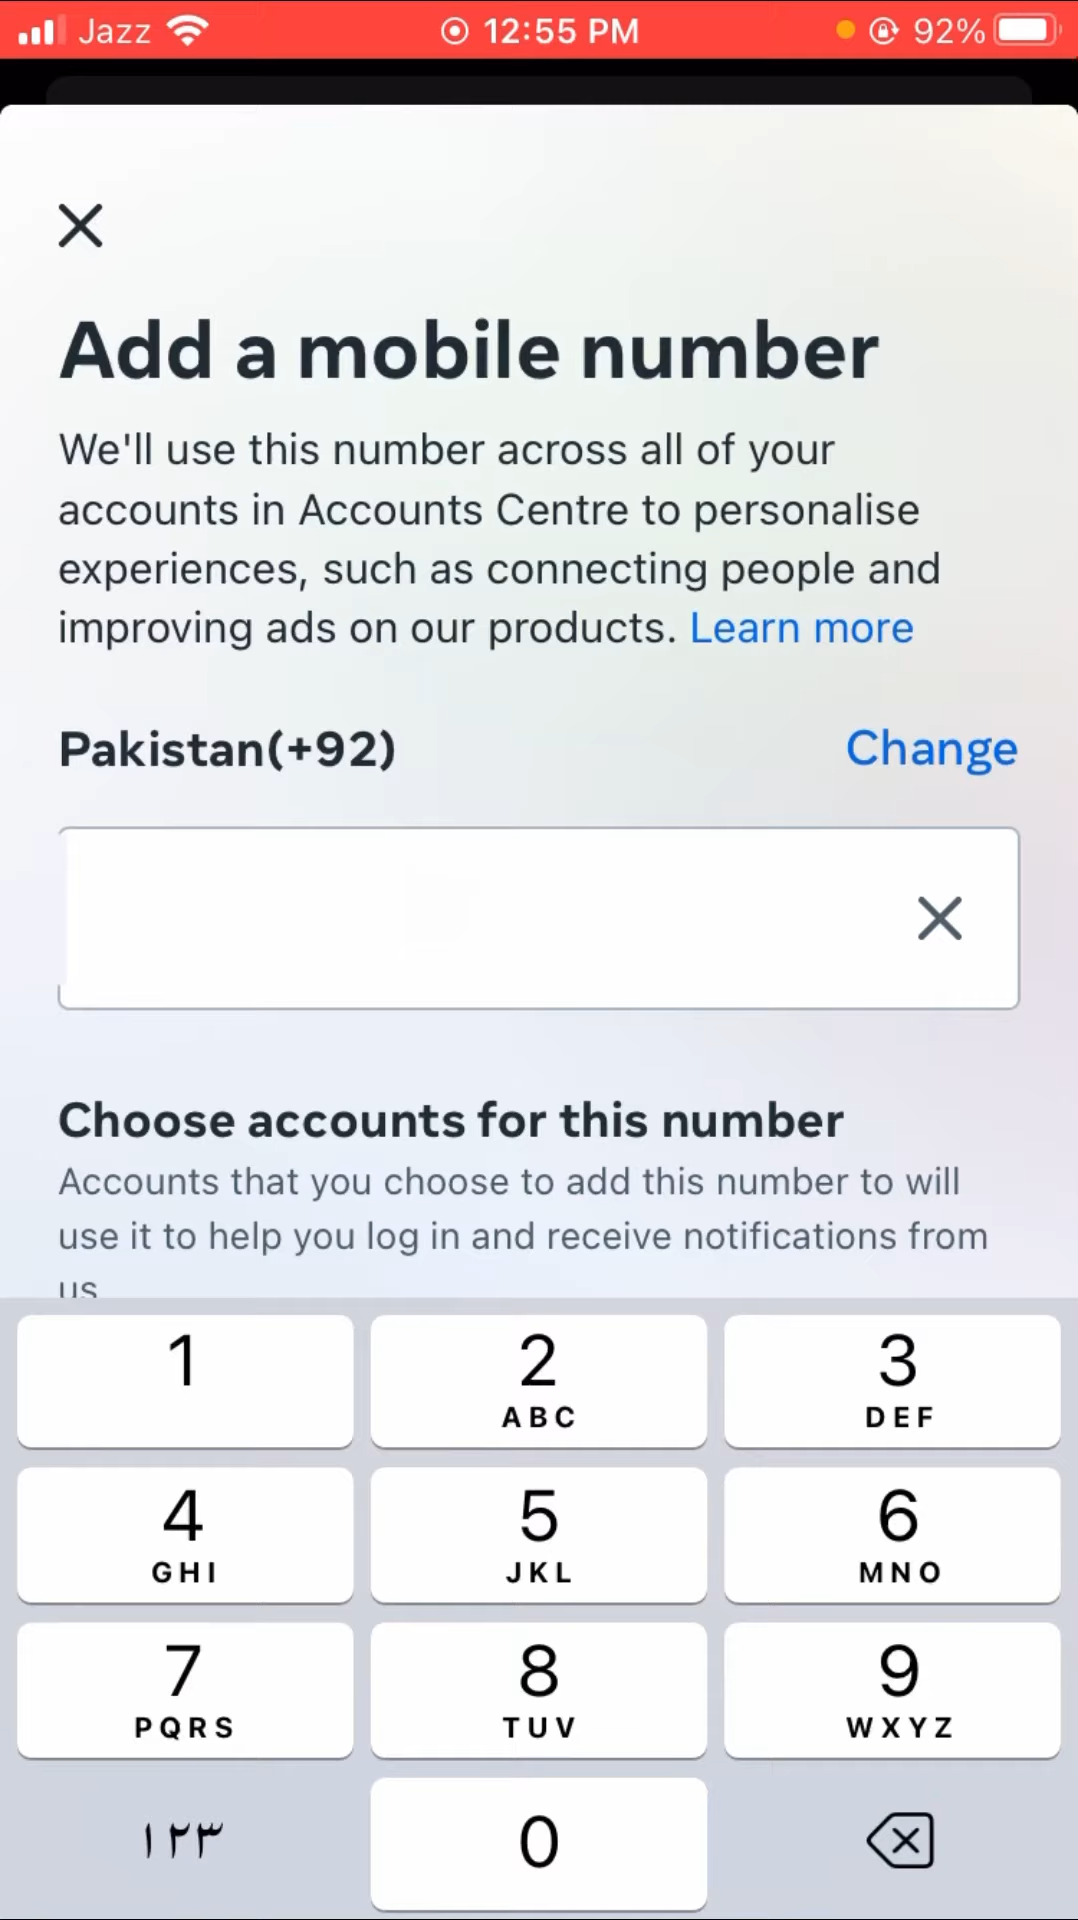 Jazz 12:55 PM 92%
Add a mobile number
We'll use this number across all of your
accounts in Accounts Centre to personalise
experiences, such as connecting people and
improving ads on our products. Learn more
Pakistan(+92) Change
Choose accounts for this number
Accounts that you choose to add this number to will
use it to help you log in and receive notifications from
us
1 2 3
ABC DEF
4 5 6
GHI JKL MNO
7 8 9
PQRS TUV WXYZ
۱۲۳ 0